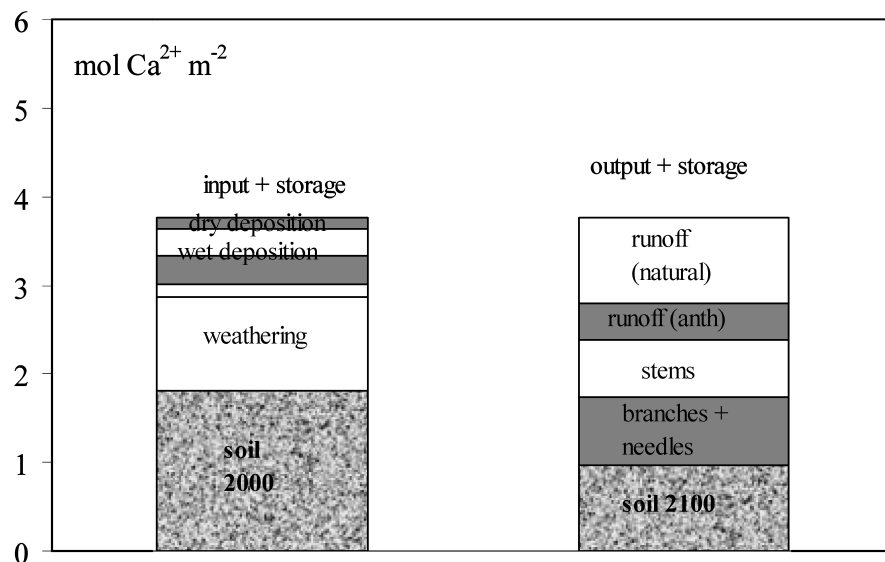 6
mol Ca²⁺ m⁻²
5
4
3
2
1
0
input + storage
dry deposition
wet deposition
weathering
soil
2000
output + storage
runoff
(natural)
runoff (anth)
stems
branches +
needles
soil 2100